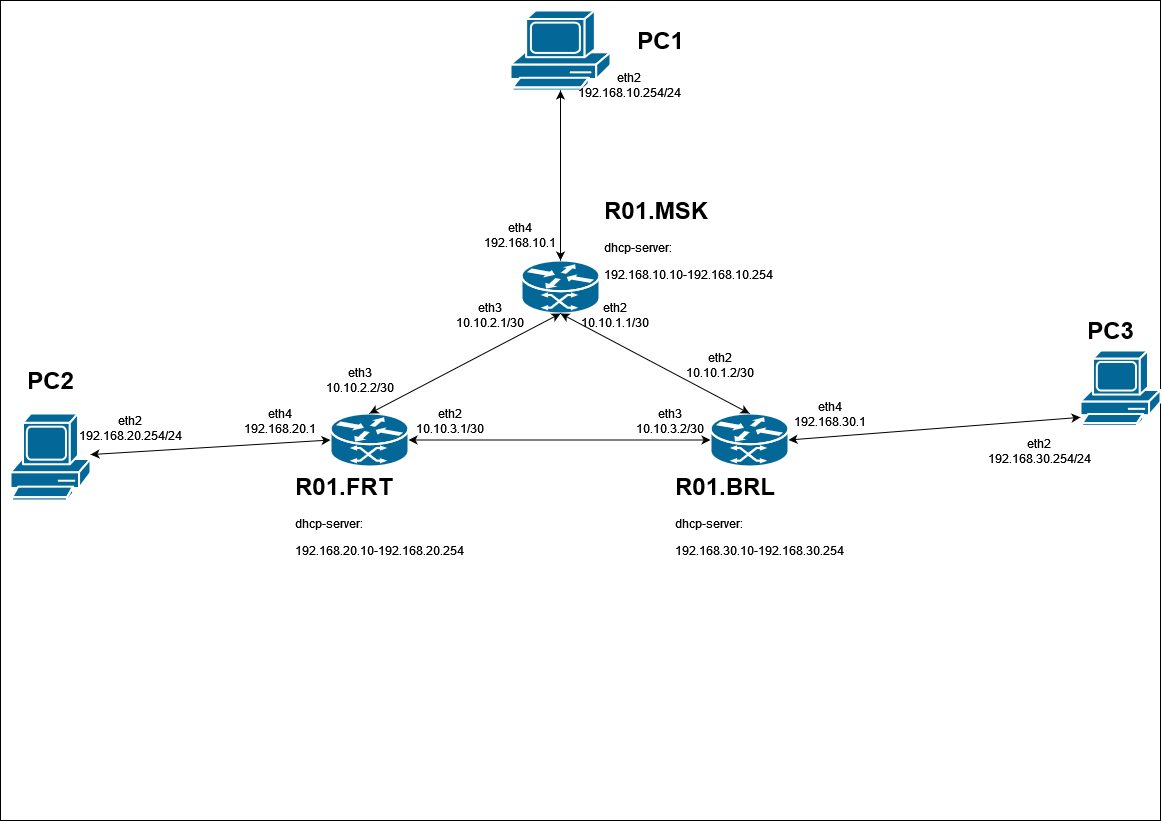 PC1
eth2
192.168.10.254/24
R01.MSK
eth4
192.168.10.1
dhcp-server:
192.168.10.10-192.168.10.254
eth3
10.10.2.1/30
eth2
10.10.1.1/30
PC3
eth2
10.10.1.2/30
eth3
10.10.2.2/30
PC2
eth2
192.168.20.254/24
eth4
192.168.20.1
eth2
10.10.3.1/30
eth3
10.10.3.2/30
eth4
192.168.30.1
eth2
192.168.30.254/24
R01.FRT
dhcp-server:
192.168.20.10-192.168.20.254
R01.BRL
dhcp-server:
192.168.30.10-192.168.30.254